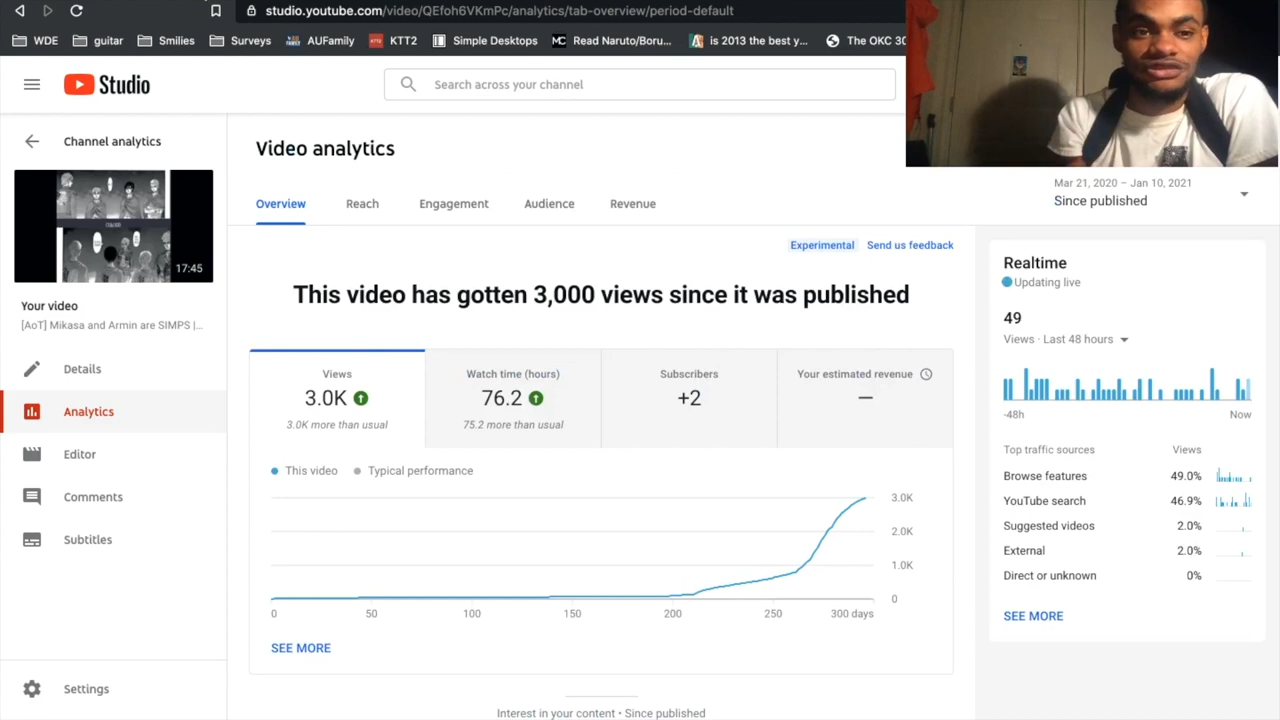 studio.youtube.com/video/QEfoh6VKmPc/analytics/tab-overview/period-default
WDE guitar Smilies Surveys AUFamily KTT2 Simple Desktops Read Naruto/Boru... is 2013 the best y... The OKC 30
Studio
Search across your channel
Channel analytics
17:45
Your video
[AoT] Mikasa and Armin are SIMPS |...
Details
Analytics
Editor
Comments
Subtitles
Settings
Video analytics
Overview Reach Engagement Audience Revenue
Mar 21, 2020 – Jan 10, 2021
Since published
Experimental Send us feedback
This video has gotten 3,000 views since it was published
Views
3.0K
3.0K more than usual
Watch time (hours)
76.2
75.2 more than usual
Subscribers
+2
Your estimated revenue
—
This video Typical performance
3.0K
2.0K
1.0K
0
0 50 100 150 200 250 300 days
SEE MORE
Interest in your content • Since published
Realtime
Updating live
49
Views · Last 48 hours
-48h Now
Top traffic sources Views
Browse features 49.0%
YouTube search 46.9%
Suggested videos 2.0%
External 2.0%
Direct or unknown 0%
SEE MORE